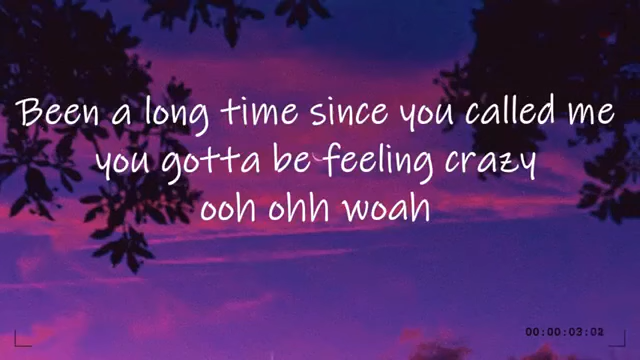 Been a long time since you called me
you gotta be feeling crazy
ooh ohh woah
00:00:03:02